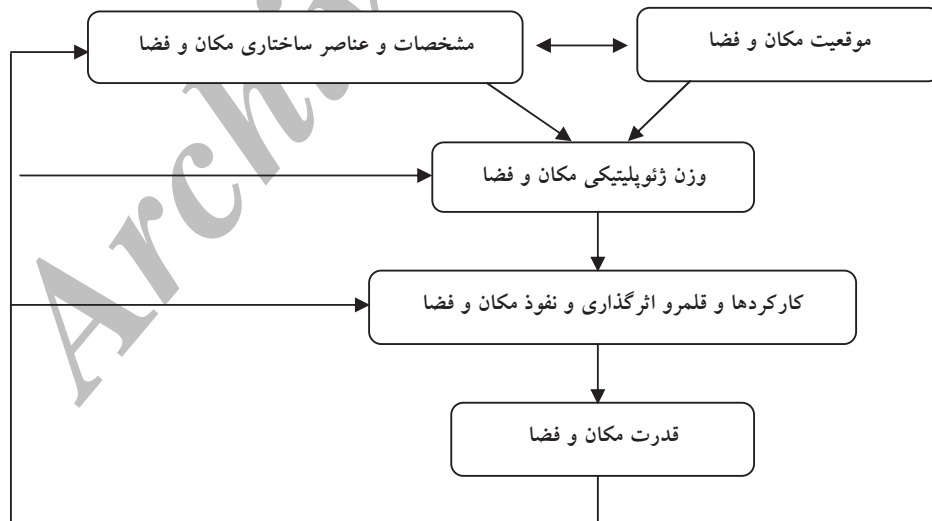 موقعیت مکان و فضا
مشخصات و عناصر ساختاری مکان و فضا
وزن ژئوپلیتیکی مکان و فضا
کارکردها و قلمرو اثرگذاری و نفوذ مکان و فضا
قدرت مکان و فضا
Archi